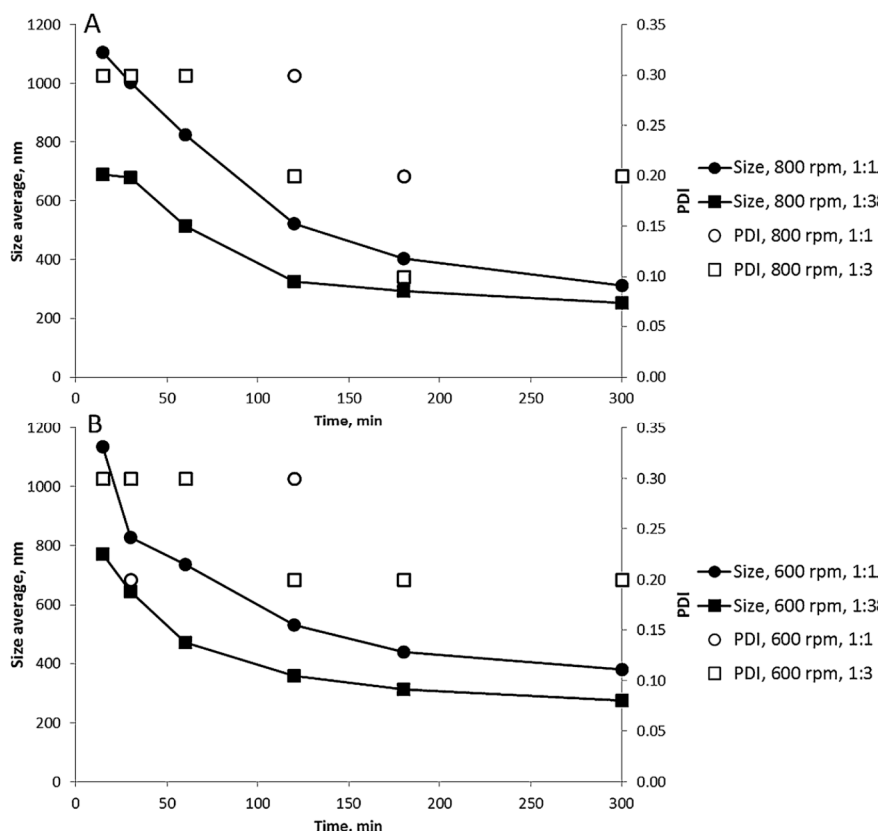 A
1200
1000
800
600
400
200
0
Size average, nm
0 50 100 150 200 250 300
Time, min
0.35
0.30
0.25
0.20
0.15
0.10
0.05
0.00
PDI
Size, 800 rpm, 1:1
Size, 800 rpm, 1:3
PDI, 800 rpm, 1:1
PDI, 800 rpm, 1:3
B
1200
1000
800
600
400
200
0
Size average, nm
0 50 100 150 200 250 300
Time, min
0.35
0.30
0.25
0.20
0.15
0.10
0.05
0.00
PDI
Size, 600 rpm, 1:1
Size, 600 rpm, 1:3
PDI, 600 rpm, 1:1
PDI, 600 rpm, 1:3